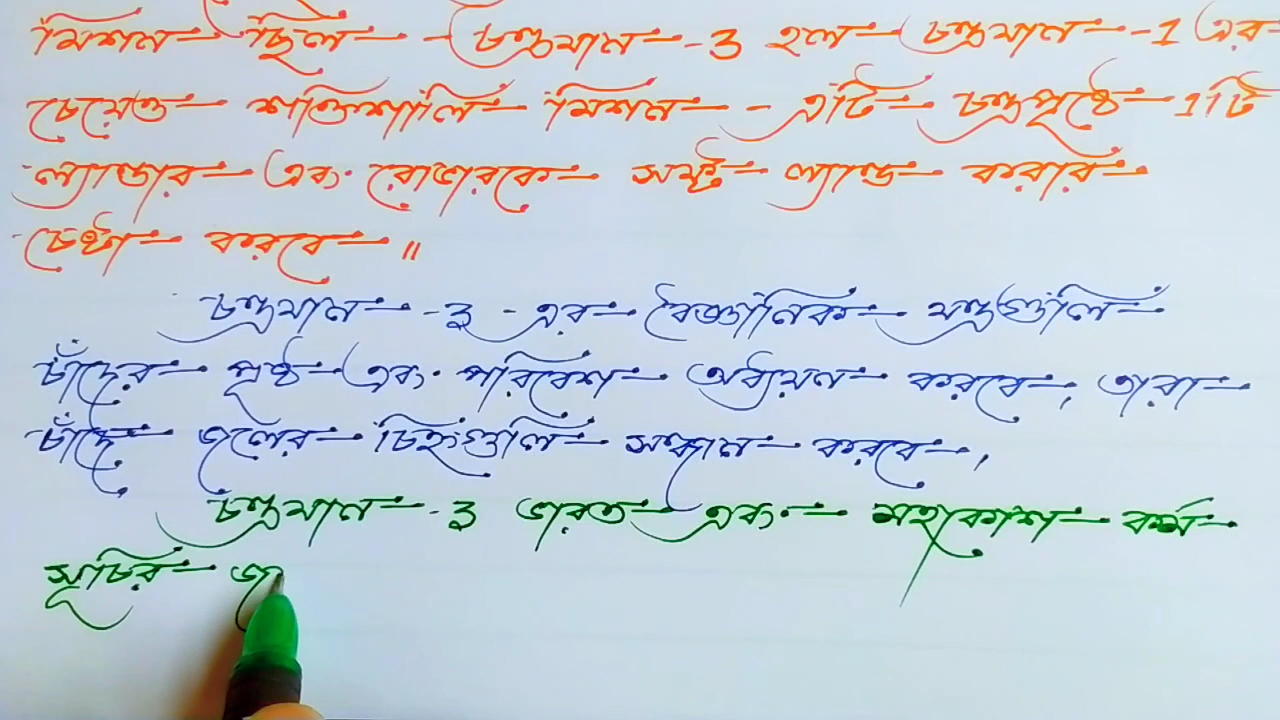 মিশন ছিল - চন্দ্রযান - 3 হল চন্দ্রযান - 1 এর
চেয়েও শক্তিশালি মিশন - এটি চন্দ্রপৃষ্ঠে 1টি
ল্যান্ডার এবং রোভারকে সফ্ট ল্যান্ড করার
চেষ্টা করবে ॥
চন্দ্রযান - ৩ - এর বৈজ্ঞানিক যন্ত্রগুলি
চাঁদের পৃষ্ঠ এবং পরিবেশ অধ্যয়ন করবে, তারা
চাঁদে জলের চিহ্নগুলি সন্ধান করবে,
চন্দ্রযান - ৩ ভারত এবং মহাকাশ কর্ম
সূচির জ